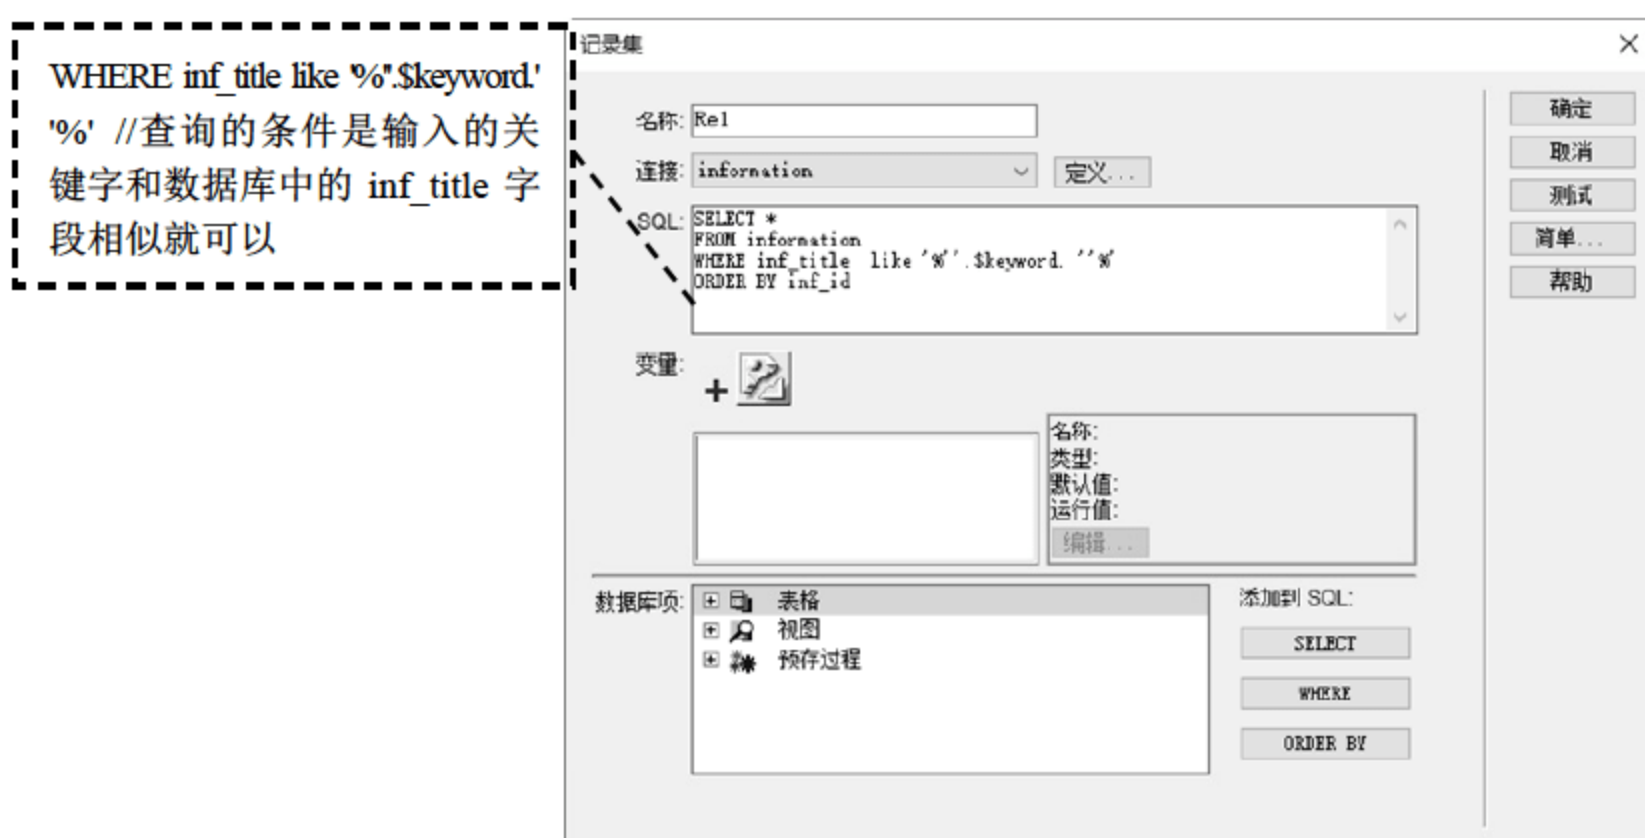 WHERE inf_title like '%''.$keyword.'
'%' //查询的条件是输入的关
键字和数据库中的 inf_title 字
段相似就可以
记录集
名称: Re1
连接: information 定义...
SQL: SELECT *
FROM information
WHERE inf_title like '%''.$keyword. ''%'
ORDER BY inf_id
变量:
名称:
类型:
默认值:
运行值:
编辑...
数据库项: 表格
视图
预存过程
添加到 SQL:
SELECT
WHERE
ORDER BY
确定
取消
测试
简单...
帮助